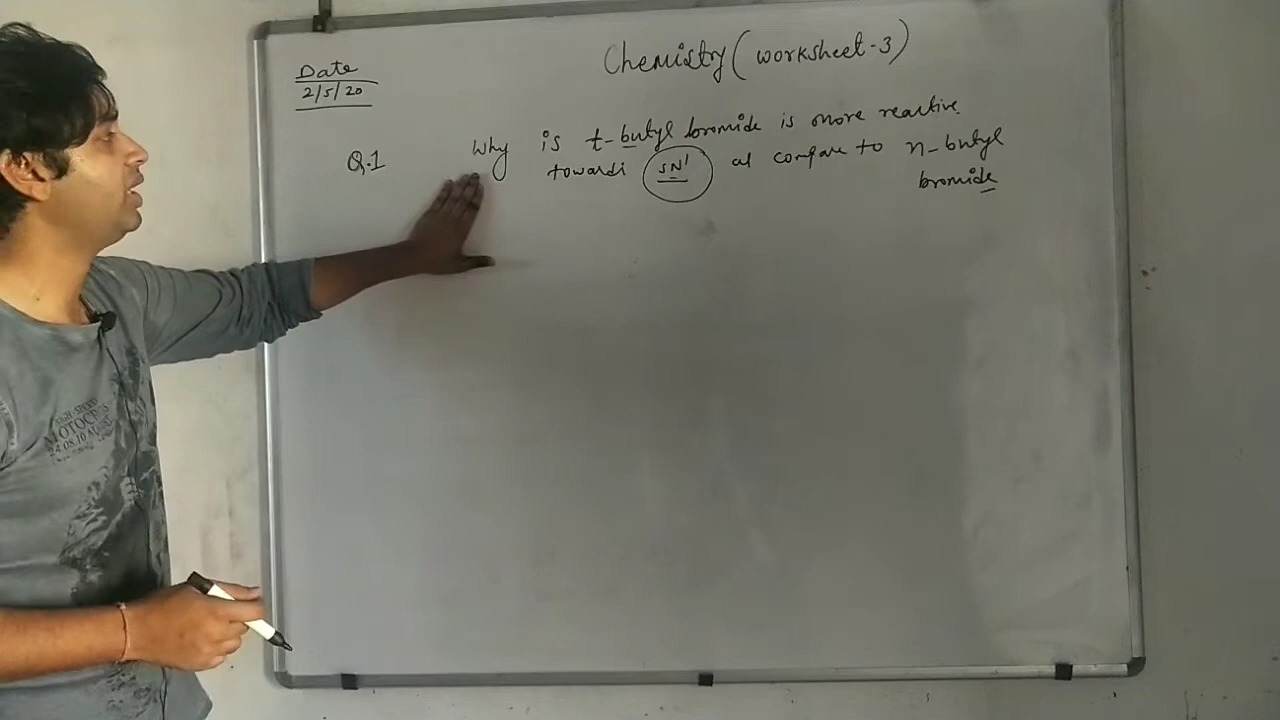 Chemistry (worksheet-3)
Date
2/5/20
Q.1 Why is t-butyl bromide is more reactive
towards SN1 as compare to n-butyl
bromide
MOTOCR